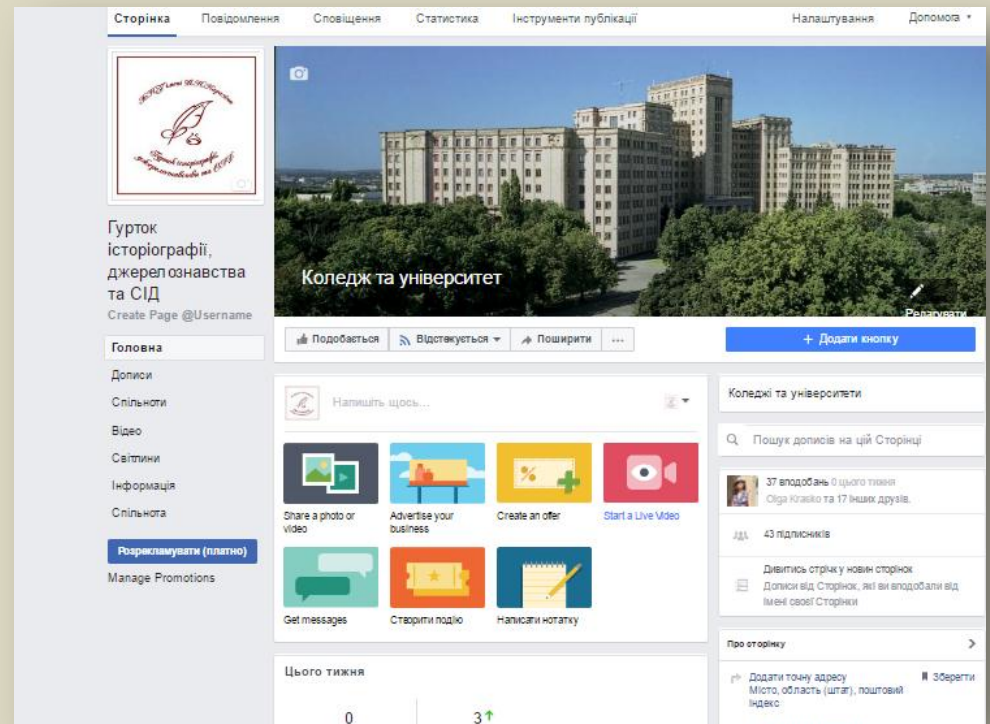 Сторінка Повідомлення Сповіщення Статистика Інструменти публікації Налаштування Допомога
Гурток
історіографії,
джерелознавства
та СІД
Create Page @Username
Коледж та університет
Редагувати
Подобається Відстежується Поширити ...
+ Додати кнопку
Головна
Дописи
Спільноти
Відео
Світлини
Інформація
Спільнота
Розрекламувати (платно)
Manage Promotions
Напишіть щось...
Share a photo or
video
Advertise your
business
Create an offer
Start a Live Video
Get messages
Створити подію
Написати нотатку
Цього тижня
0 3
Коледжі та університети
Пошук дописів на цій Сторінці
37 вподобань 0 цього тижня
Olga Krasko та 17 інших друзів.
43 підписників
Дивитись стрічку новин сторінок
Дописи від Сторінок, які ви вподобали від
імені своєї Сторінки
Про сторінку
Додати точну адресу Зберегти
Місто, область (штат), поштовий
індекс